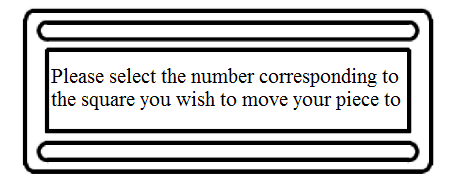 Please select the number corresponding to
the square you wish to move your piece to